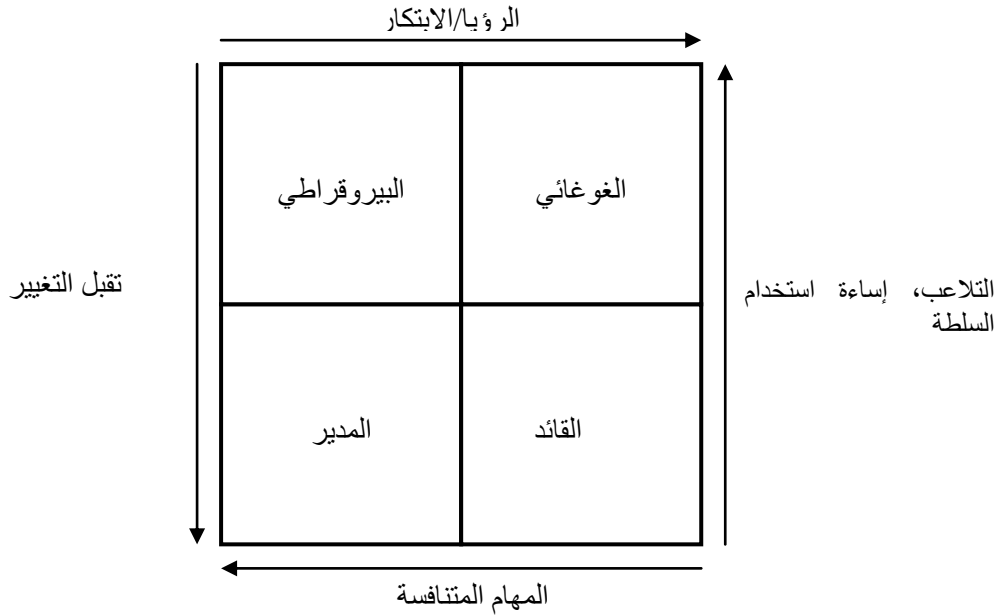 الرؤيا/الابتكار
الغوغائي
البيروقراطي
التلاعب، إساءة استخدام
السلطة
تقبل التغيير
القائد
المدير
المهام المتنافسة